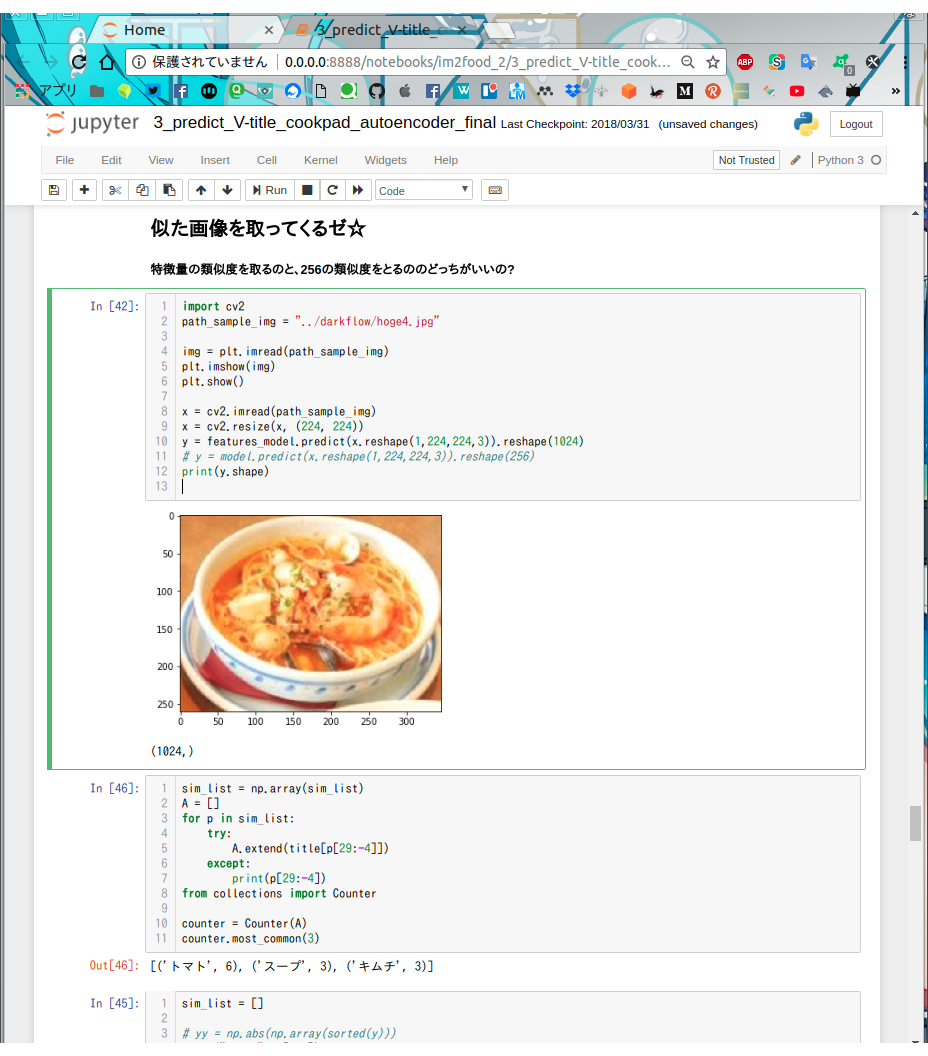 Home ×
3_predict_V-title_c ×
保護されていません 0.0.0.0:8888/notebooks/im2food_2/3_predict_V-title_cook…
ABP
0
アプリ
»
jupyter 3_predict_V-title_cookpad_autoencoder_final Last Checkpoint: 2018/03/31 (unsaved changes)
Logout
File Edit View Insert Cell Kernel Widgets Help
Not Trusted
Python 3
Run
Code
似た画像を取ってくるゼ☆
特徴量の類似度を取るのと、256の類似度をとるののどっちがいいの?
In [42]:
1 import cv2
2 path_sample_img = "../darkflow/hoge4.jpg"
3
4 img = plt.imread(path_sample_img)
5 plt.imshow(img)
6 plt.show()
7
8 x = cv2.imread(path_sample_img)
9 x = cv2.resize(x, (224, 224))
10 y = features_model.predict(x.reshape(1,224,224,3)).reshape(1024)
11 # y = model.predict(x.reshape(1,224,224,3)).reshape(256)
12 print(y.shape)
13
0
50
100
150
200
250
0 50 100 150 200 250 300
(1024,)
In [46]:
1 sim_list = np.array(sim_list)
2 A = []
3 for p in sim_list:
4     try:
5         A.extend(title[p[29:-4]])
6     except:
7         print(p[29:-4])
8 from collections import Counter
9
10 counter = Counter(A)
11 counter.most_common(3)
Out[46]: [('トマト', 6), ('スープ', 3), ('キムチ', 3)]
In [45]:
1 sim_list = []
2
3 # yy = np.abs(np.array(sorted(y)))